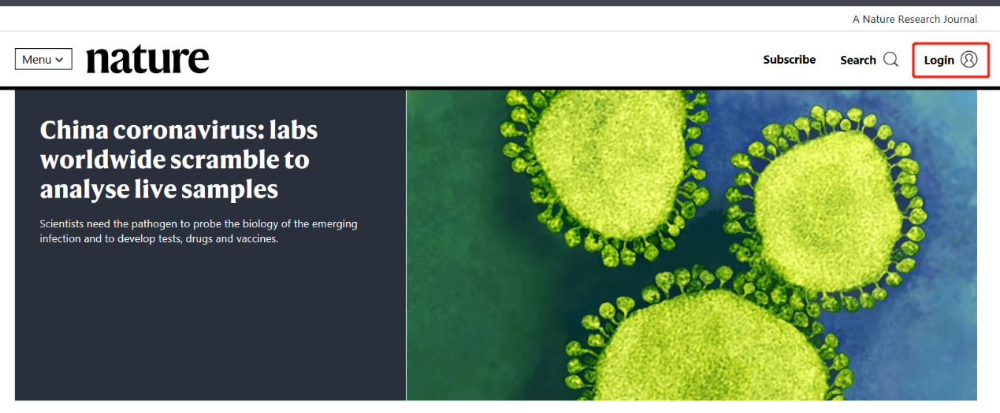 A Nature Research Journal
Menu
nature
Subscribe
Search
Login
China coronavirus: labs
worldwide scramble to
analyse live samples
Scientists need the pathogen to probe the biology of the emerging
infection and to develop tests, drugs and vaccines.